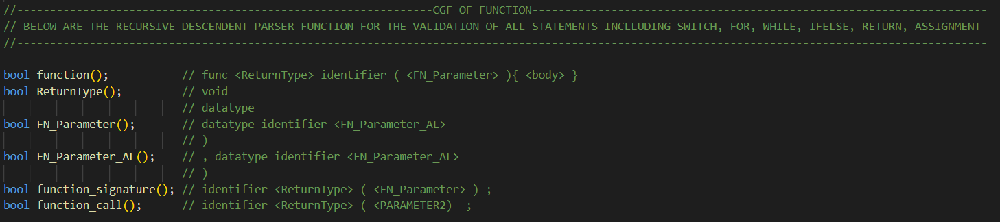 //---------------------------------------------------------------CGF OF FUNCTION---------------------------------------------------------------------
//-BELOW ARE THE RECURSIVE DESCENDENT PARSER FUNCTION FOR THE VALIDATION OF ALL STATEMENTS INCLLUDING SWITCH, FOR, WHILE, IFELSE, RETURN, ASSIGNMENT-
//---------------------------------------------------------------------------------------------------------------------------------------------------
bool function();           // func <ReturnType> identifier ( <FN_Parameter> ){ <body> }
bool ReturnType();         // void
                           // datatype
bool FN_Parameter();       // datatype identifier <FN_Parameter_AL>
                           // )
bool FN_Parameter_AL();    // , datatype identifier <FN_Parameter_AL>
                           // )
bool function_signature(); // identifier <ReturnType> ( <FN_Parameter> ) ;
bool function_call();      // identifier <ReturnType> ( <PARAMETER2)  ;